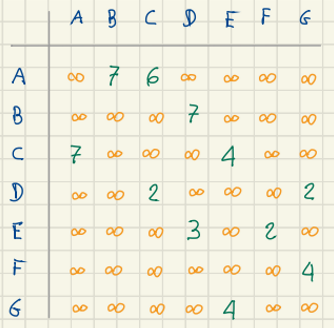 A B C D E F G
A ∞ 7 6 ∞ ∞ ∞ ∞
B ∞ ∞ ∞ 7 ∞ ∞ ∞
C 7 ∞ ∞ ∞ 4 ∞ ∞
D ∞ ∞ 2 ∞ ∞ ∞ 2
E ∞ ∞ ∞ 3 ∞ 2 ∞
F ∞ ∞ ∞ ∞ ∞ ∞ 4
G ∞ ∞ ∞ ∞ 4 ∞ ∞